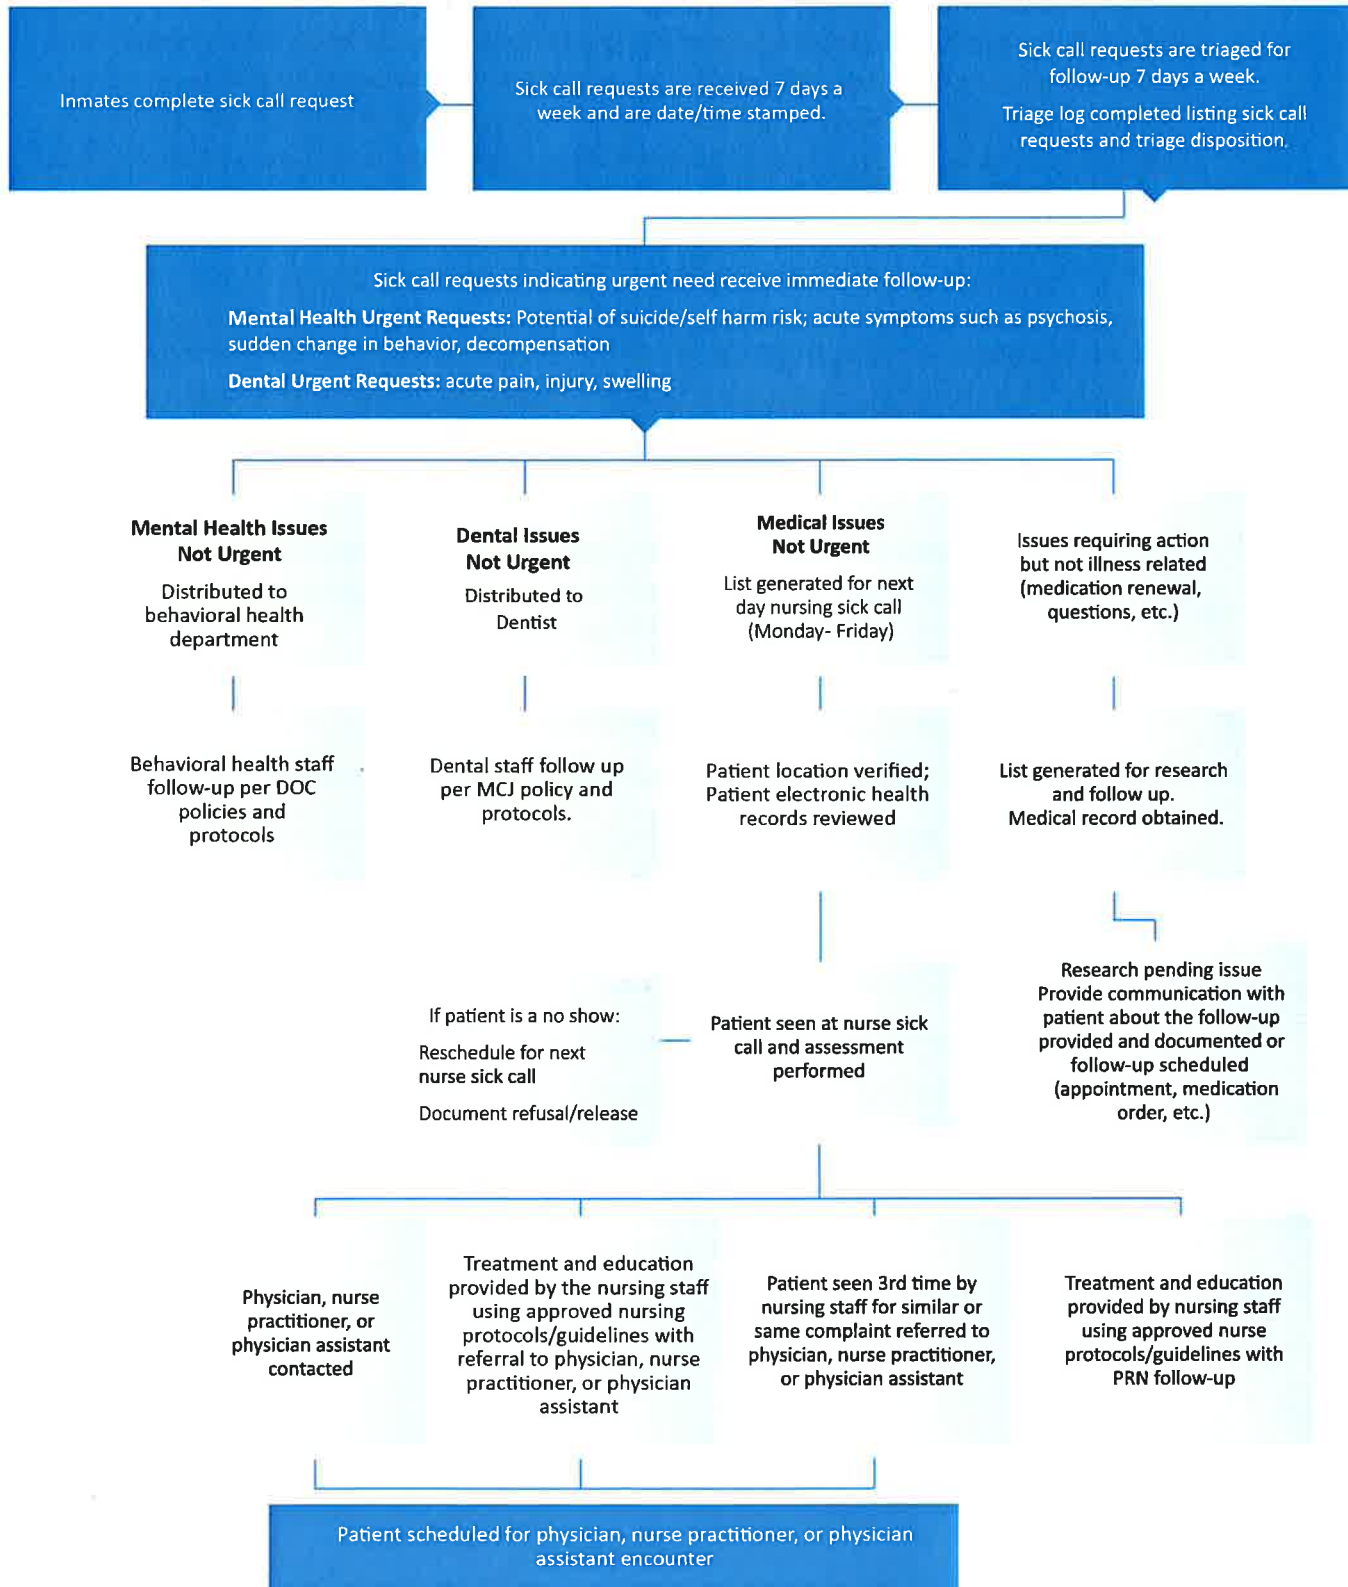 Inmates complete sick call request
Sick call requests are received 7 days a
week and are date/time stamped.
Sick call requests are triaged for
follow-up 7 days a week.
Triage log completed listing sick call
requests and triage disposition.
Sick call requests indicating urgent need receive immediate follow-up:
Mental Health Urgent Requests: Potential of suicide/self harm risk; acute symptoms such as psychosis,
sudden change in behavior, decompensation
Dental Urgent Requests: acute pain, injury, swelling
Mental Health Issues
Not Urgent
Distributed to
behavioral health
department
Dental Issues
Not Urgent
Distributed to
Dentist
Medical Issues
Not Urgent
List generated for next
day nursing sick call
(Monday- Friday)
Issues requiring action
but not illness related
(medication renewal,
questions, etc.)
Behavioral health staff
follow-up per DOC
policies and
protocols
Dental staff follow up
per MCJ policy and
protocols.
Patient location verified;
Patient electronic health
records reviewed
List generated for research
and follow up.
Medical record obtained.
If patient is a no show:
Reschedule for next
nurse sick call
Document refusal/release
Patient seen at nurse sick
call and assessment
performed
Research pending issue
Provide communication with
patient about the follow-up
provided and documented or
follow-up scheduled
(appointment, medication
order, etc.)
Physician, nurse
practitioner, or
physician assistant
contacted
Treatment and education
provided by the nursing staff
using approved nursing
protocols/guidelines with
referral to physician, nurse
practitioner, or physician
assistant
Patient seen 3rd time by
nursing staff for similar or
same complaint referred to
physician, nurse practitioner,
or physician assistant
Treatment and education
provided by nursing staff
using approved nurse
protocols/guidelines with
PRN follow-up
Patient scheduled for physician, nurse practitioner, or physician
assistant encounter